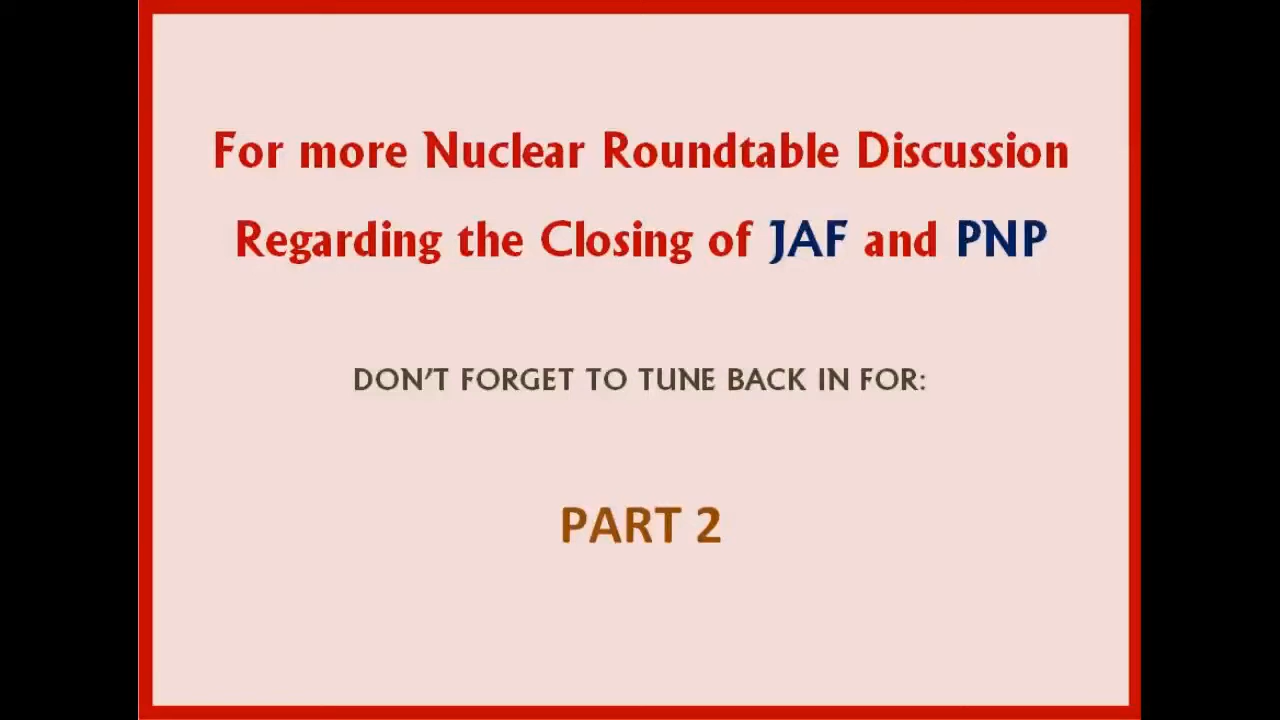 For more Nuclear Roundtable Discussion
Regarding the Closing of JAF and PNP
DON'T FORGET TO TUNE BACK IN FOR:
PART 2